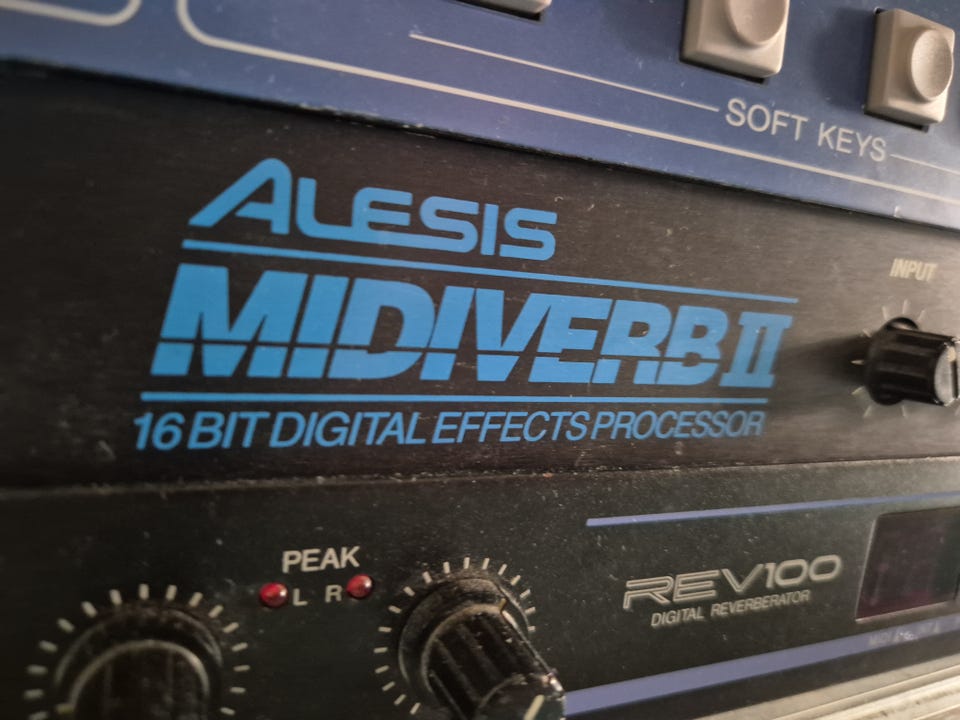 SOFT KEYS
ALESIS
MIDIVERB II
16 BIT DIGITAL EFFECTS PROCESSOR
INPUT
PEAK
L R
REV100
DIGITAL REVERBERATOR